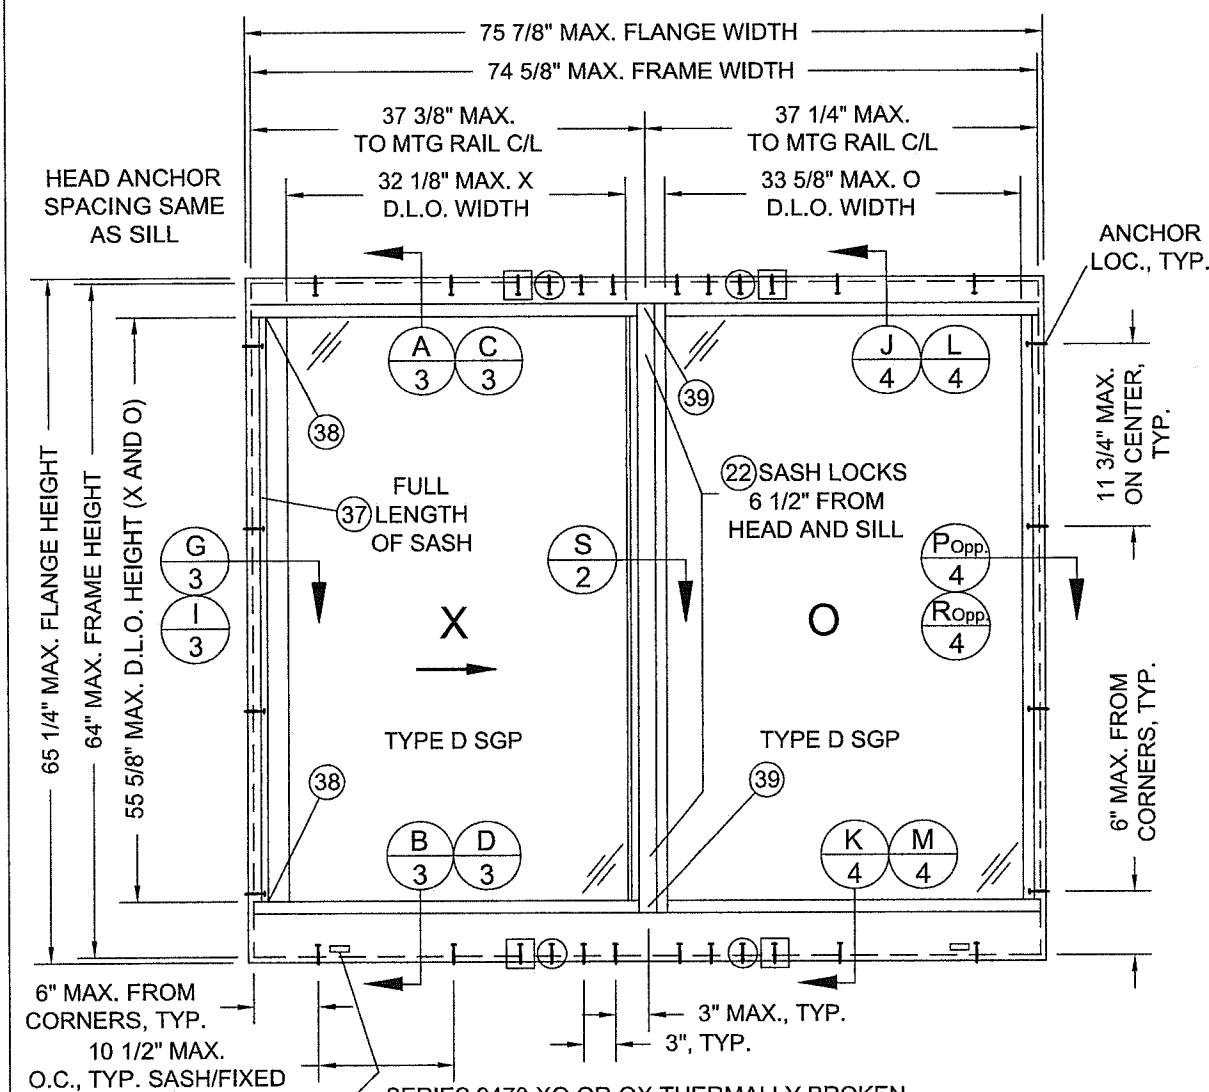 75 7/8" MAX. FLANGE WIDTH
74 5/8" MAX. FRAME WIDTH
37 3/8" MAX.
TO MTG RAIL C/L
37 1/4" MAX.
TO MTG RAIL C/L
HEAD ANCHOR
SPACING SAME
AS SILL
32 1/8" MAX. X
D.L.O. WIDTH
33 5/8" MAX. O
D.L.O. WIDTH
ANCHOR
LOC., TYP.
A
3
C
3
J
4
L
4
38
39
11 3/4" MAX.
ON CENTER,
TYP.
65 1/4" MAX. FLANGE HEIGHT
64" MAX. FRAME HEIGHT
55 5/8" MAX. D.L.O. HEIGHT (X AND O)
FULL
37 LENGTH
OF SASH
22 SASH LOCKS
6 1/2" FROM
HEAD AND SILL
G
3
I
3
S
2
P Opp.
4
R Opp.
4
X
O
TYPE D SGP
TYPE D SGP
6" MAX. FROM
CORNERS, TYP.
38
39
B
3
D
3
K
4
M
4
6" MAX. FROM
CORNERS, TYP.
3" MAX., TYP.
3", TYP.
10 1/2" MAX.
O.C., TYP. SASH/FIXED
SERIES 9470 XO OR OX THERMALLY BROKEN